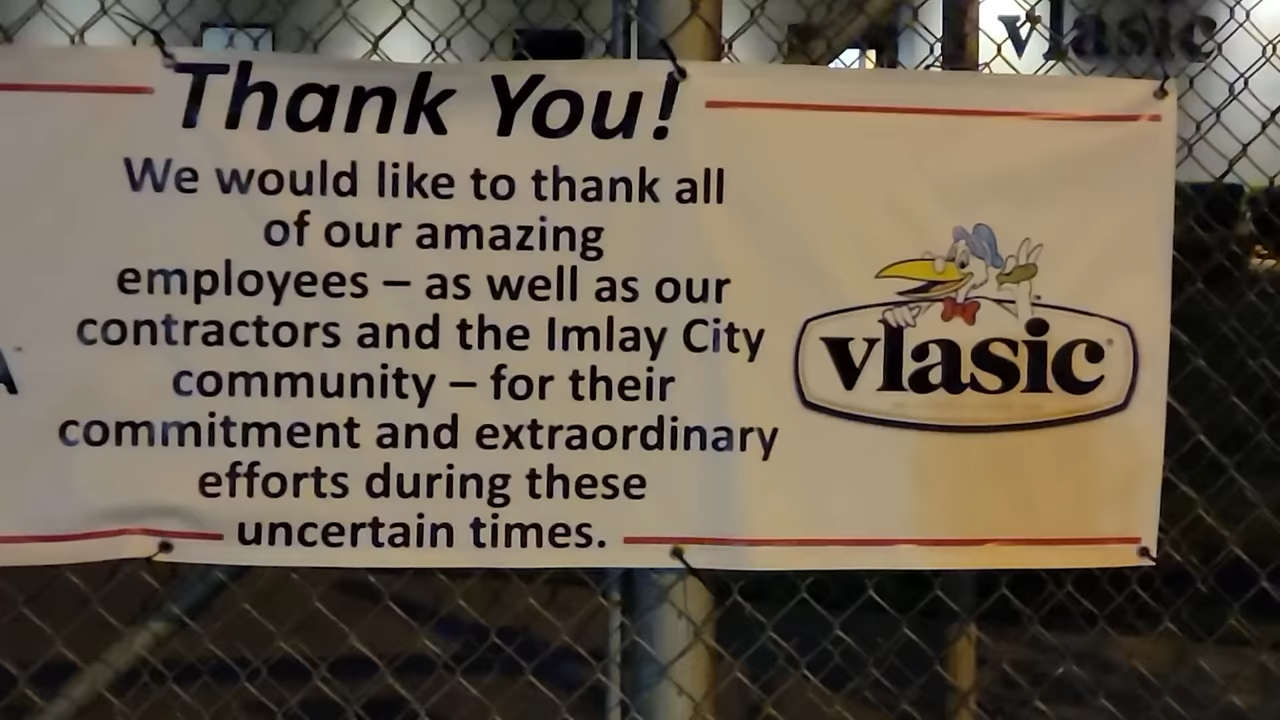 vlasic
Thank You!
We would like to thank all
of our amazing
employees – as well as our
contractors and the Imlay City
community – for their
commitment and extraordinary
efforts during these
uncertain times.
vlasic